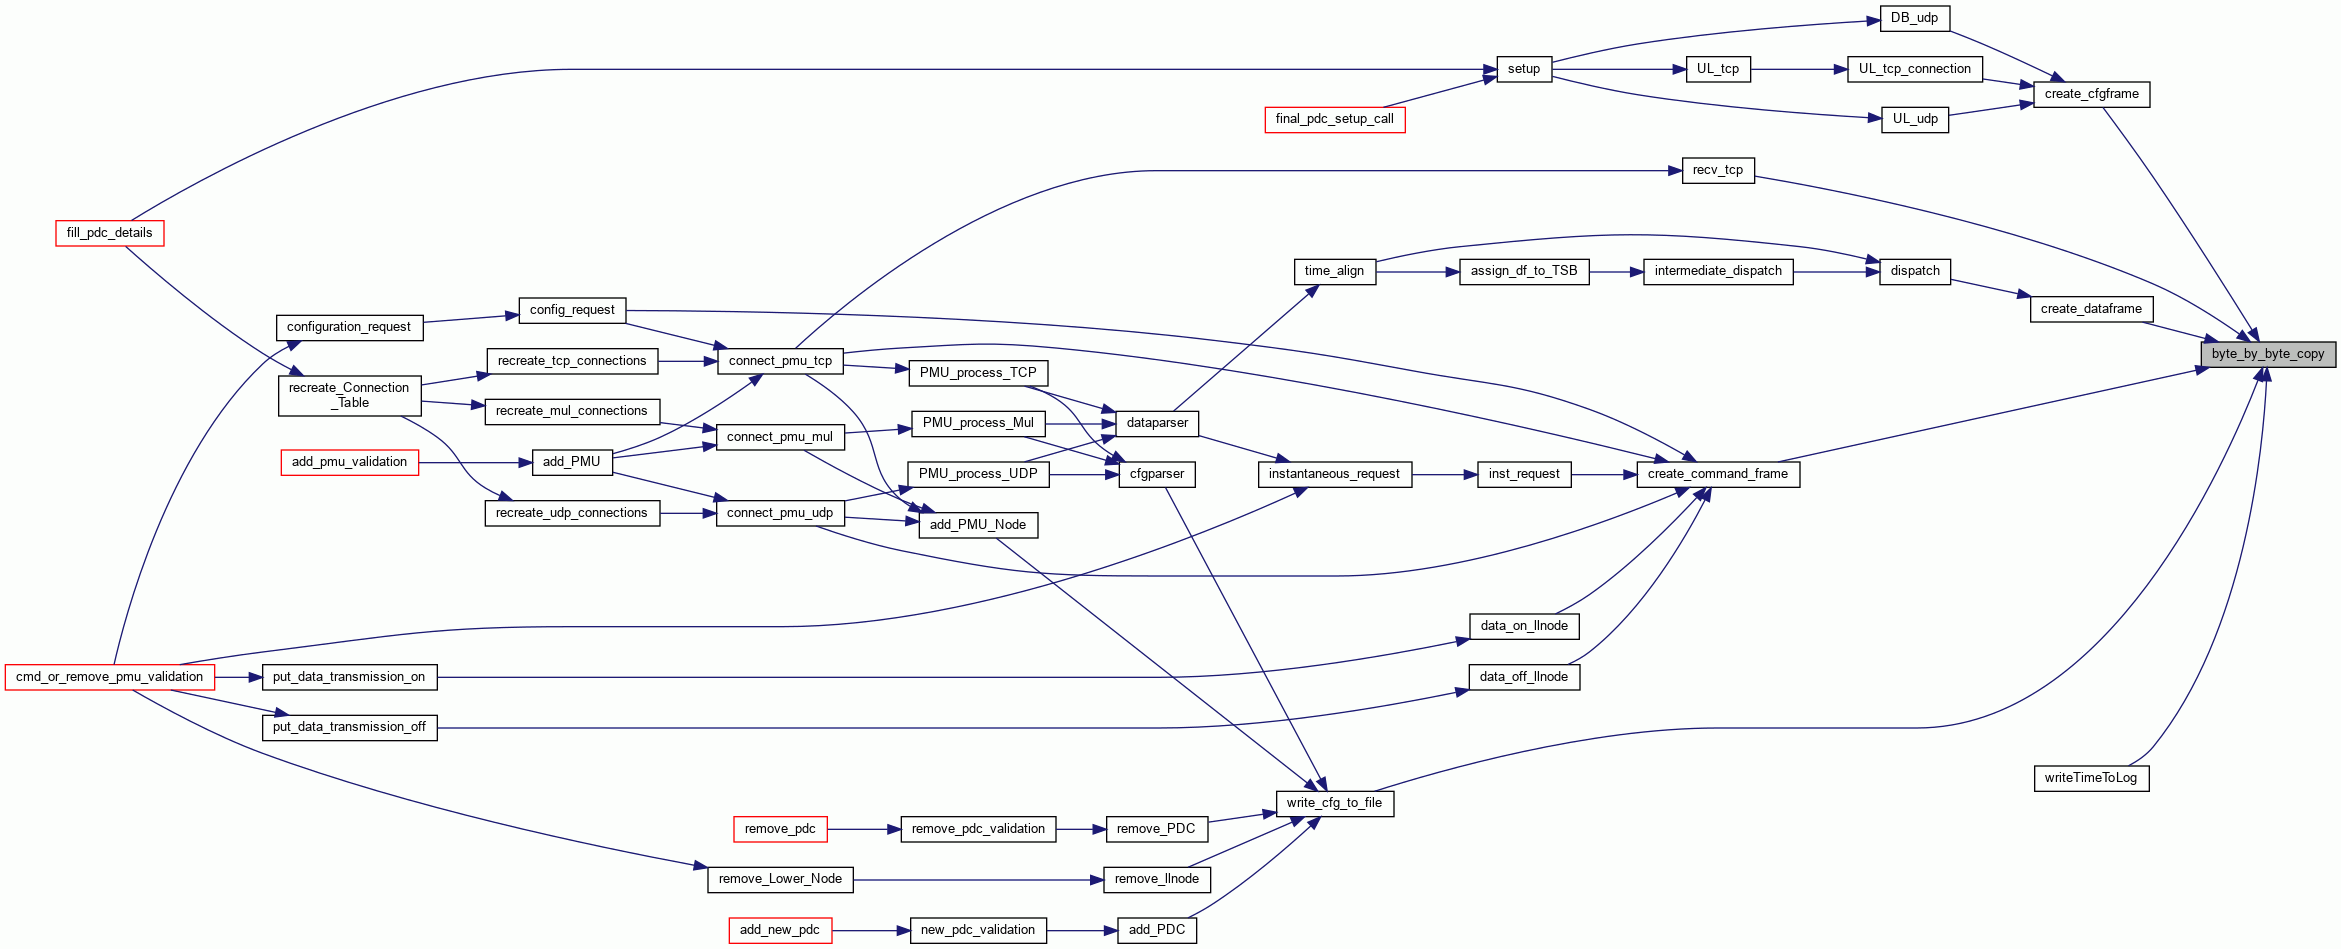 DB_udp
setup
UL_tcp
UL_tcp_connection
create_cfgframe
final_pdc_setup_call
UL_udp
recv_tcp
fill_pdc_details
time_align
assign_df_to_TSB
intermediate_dispatch
dispatch
config_request
create_dataframe
configuration_request
byte_by_byte_copy
recreate_tcp_connections
connect_pmu_tcp
PMU_process_TCP
recreate_Connection
_Table
recreate_mul_connections
PMU_process_Mul
dataparser
connect_pmu_mul
add_pmu_validation
add_PMU
PMU_process_UDP
cfgparser
instantaneous_request
inst_request
create_command_frame
recreate_udp_connections
connect_pmu_udp
add_PMU_Node
data_on_llnode
cmd_or_remove_pmu_validation
put_data_transmission_on
data_off_llnode
put_data_transmission_off
writeTimeToLog
write_cfg_to_file
remove_pdc
remove_pdc_validation
remove_PDC
remove_Lower_Node
remove_llnode
add_new_pdc
new_pdc_validation
add_PDC